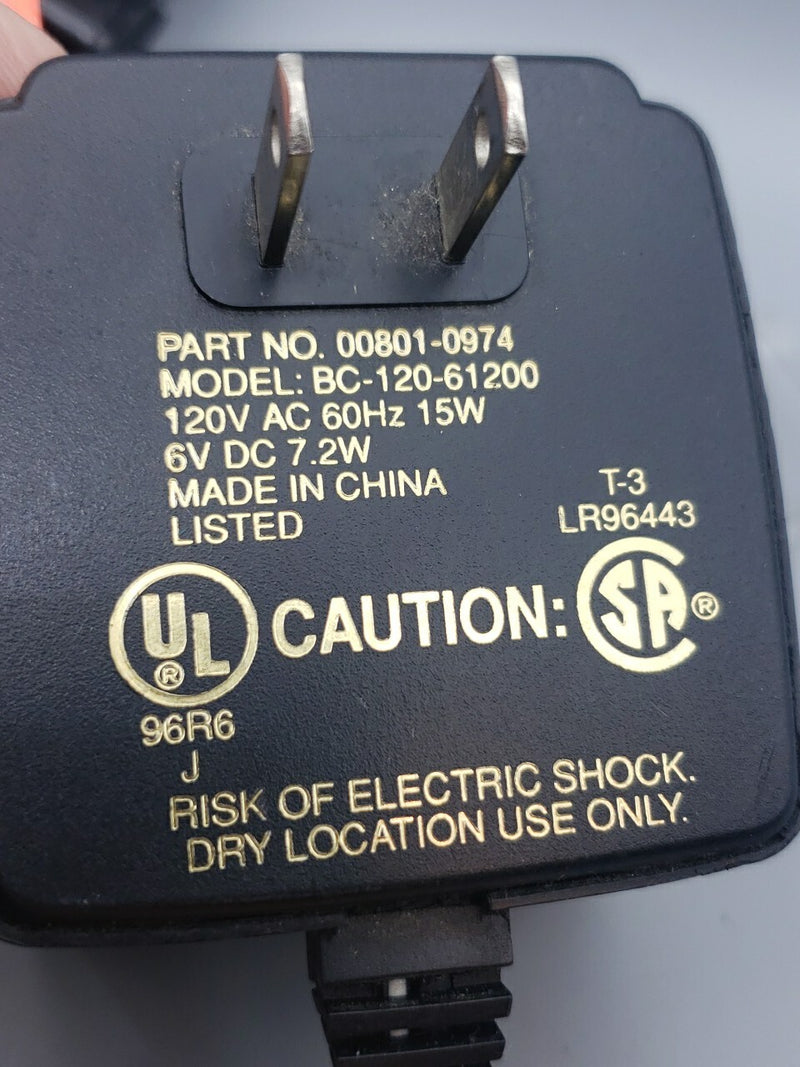 PART NO. 00801-0974
MODEL: BC-120-61200
120V AC 60Hz 15W
6V DC 7.2W
MADE IN CHINA
LISTED
T-3
LR96443
UL ®
CAUTION:
SA ®
96R6
J
RISK OF ELECTRIC SHOCK.
DRY LOCATION USE ONLY.